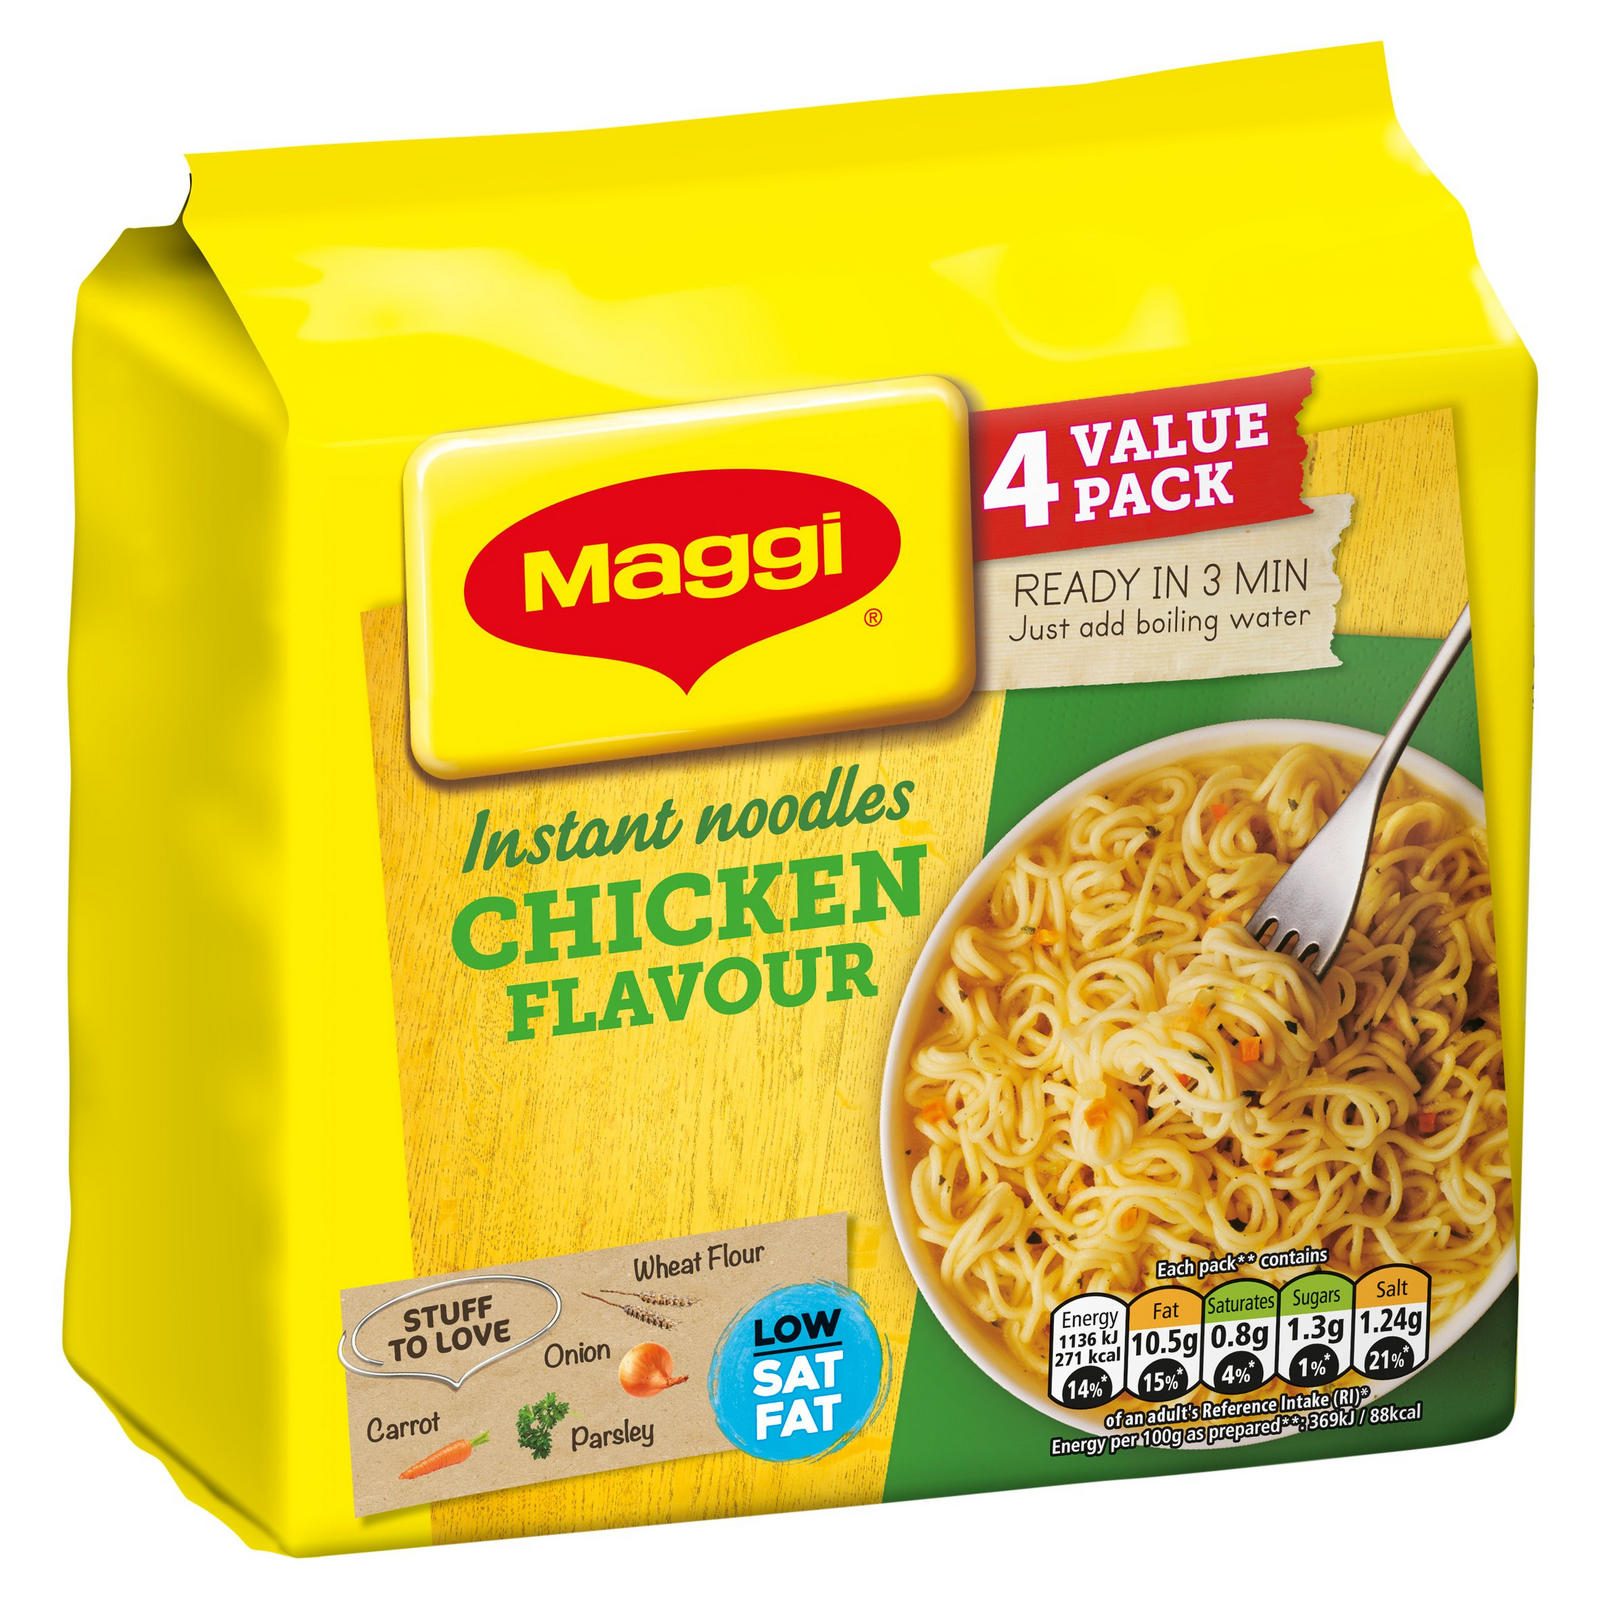 Maggi
®
4 VALUE
PACK
READY IN 3 MIN
Just add boiling water
Instant noodles
CHICKEN
FLAVOUR
STUFF
TO LOVE
Wheat Flour
Onion
Carrot
Parsley
LOW
SAT
FAT
Each pack** contains
Energy
1136 kJ
271 kcal
14%*
Fat
10.5g
15%*
Saturates
0.8g
4%*
Sugars
1.3g
1%*
Salt
1.24g
21%*
of an adult's Reference Intake (RI)*
Energy per 100g as prepared**: 369kJ / 88kcal